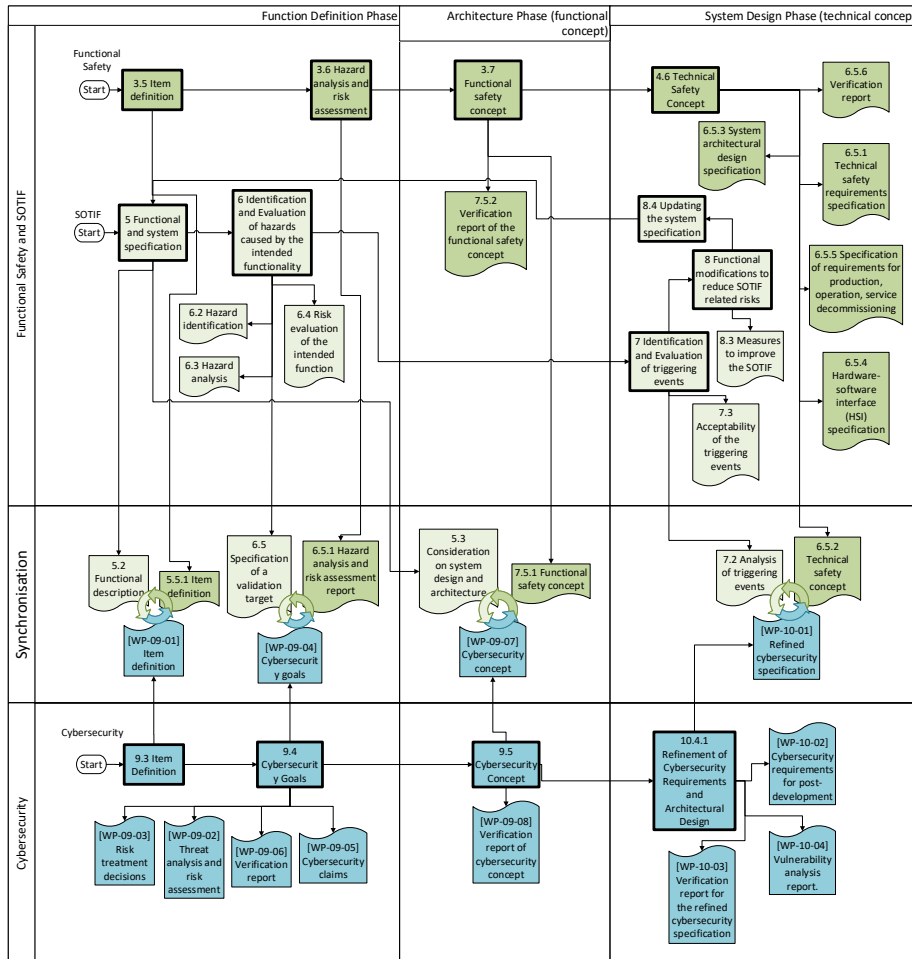 Function Definition Phase
Architecture Phase (functional
concept)
System Design Phase (technical concep
Functional Safety and SOTIF
Functional
Safety
Start
3.5 Item
definition
3.6 Hazard
analysis and
risk
assessment
3.7
Functional
safety
concept
4.6 Technical
Safety
Concept
6.5.6
Verification
report
6.5.3 System
architectural
design
specification
6.5.1
Technical
safety
requirements
specification
SOTIF
Start
5 Functional
and system
specification
6
Identification
and Evaluation
of hazards
caused by the
intended
functionality
7.5.2
Verification
report of the
functional safety
concept
8.4 Updating
the system
specification
8 Functional
modifications to
reduce SOTIF
related risks
6.5.5 Specification
of requirements for
production,
operation, service
decommissioning
6.2 Hazard
identification
6.4 Risk
evaluation
of the
intended
function
6.3 Hazard
analysis
7 Identification
and Evaluation
of triggering
events
8.3 Measures
to improve
the SOTIF
6.5.4
Hardware-
software
interface
(HSI)
specification
7.3
Acceptability
of the
triggering
events
Synchronisation
5.2
Functional
description
5.5.1 Item
definition
6.5
Specification
of a
validation
target
6.5.1 Hazard
analysis and
risk assessment
report
5.3
Consideration
on system
design and
architecture
7.5.1 Functional
safety concept
7.2 Analysis
of triggering
events
6.5.2
Technical
safety
concept
[WP-09-01]
Item
definition
[WP-09-04]
Cybersecurit
y goals
[WP-09-07]
Cybersecurity
concept
[WP-10-01]
Refined
cybersecurity
specification
Cybersecurity
Cybersecurity
Start
9.3 Item
Definition
9.4
Cybersecurit
y Goals
9.5
Cybersecurity
Concept
10.4.1
Refinement of
Cybersecurity
Requirements
and
Architectural
Design
[WP-10-02]
Cybersecurity
requirements
for post-
development
[WP-09-03]
Risk
treatment
decisions
[WP-09-02]
Threat
analysis and
risk
assessment
[WP-09-06]
Verification
report
[WP-09-05]
Cybersecurity
claims
[WP-09-08]
Verification
report of
cybersecurity
concept
[WP-10-03]
Verification
report for
the refined
cybersecurity
specification
[WP-10-04]
Vulnerability
analysis
report.